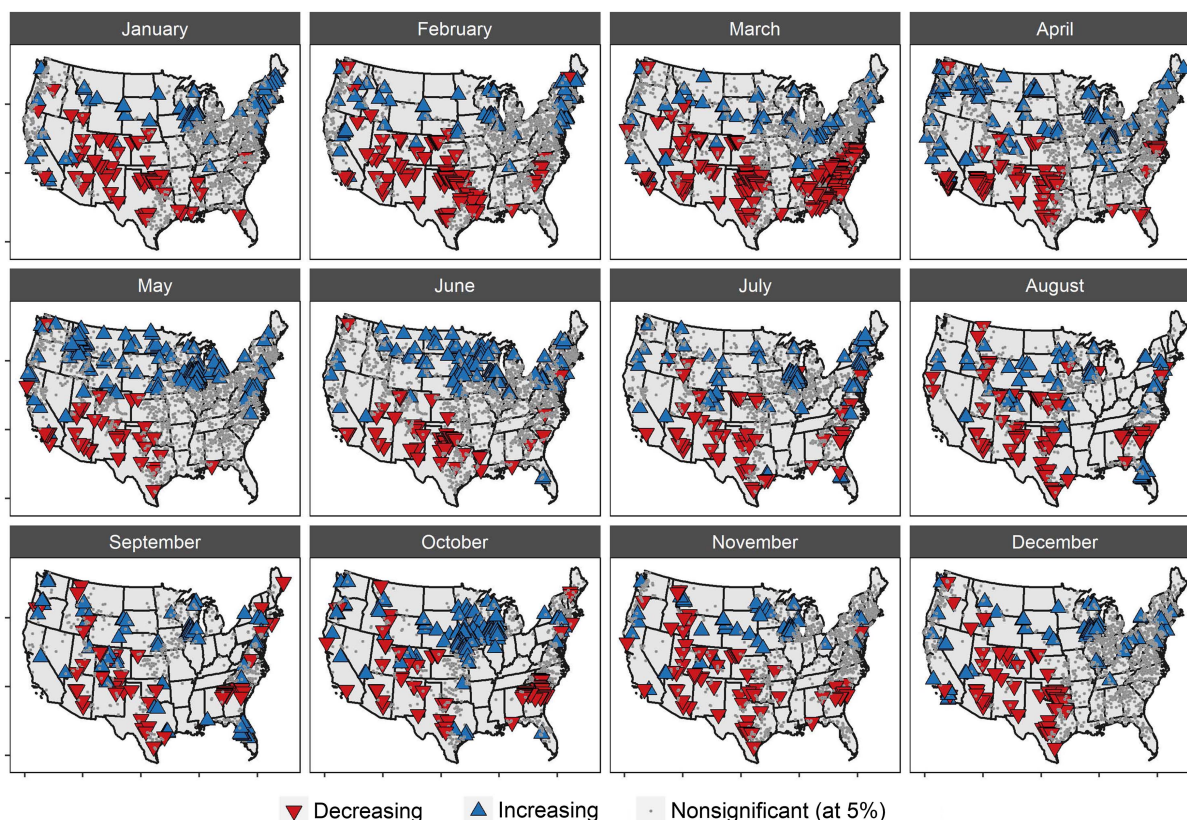 January
February
March
April
May
June
July
August
September
October
November
December
Decreasing
Increasing
Nonsignificant (at 5%)